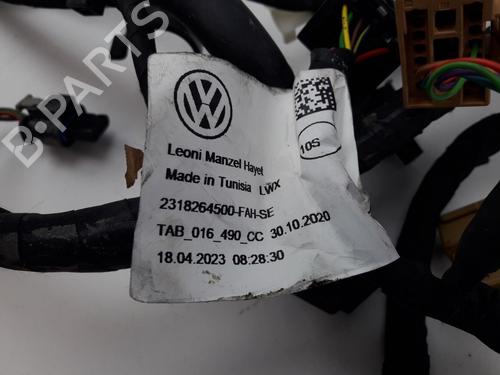 B-PARTS
Leoni Manzel Hayet
Made in Tunisia LWX
2318264500-FAH-SE
TAB_016_490_CC 30.10.2020
18.04.2023 08:28:30
10S